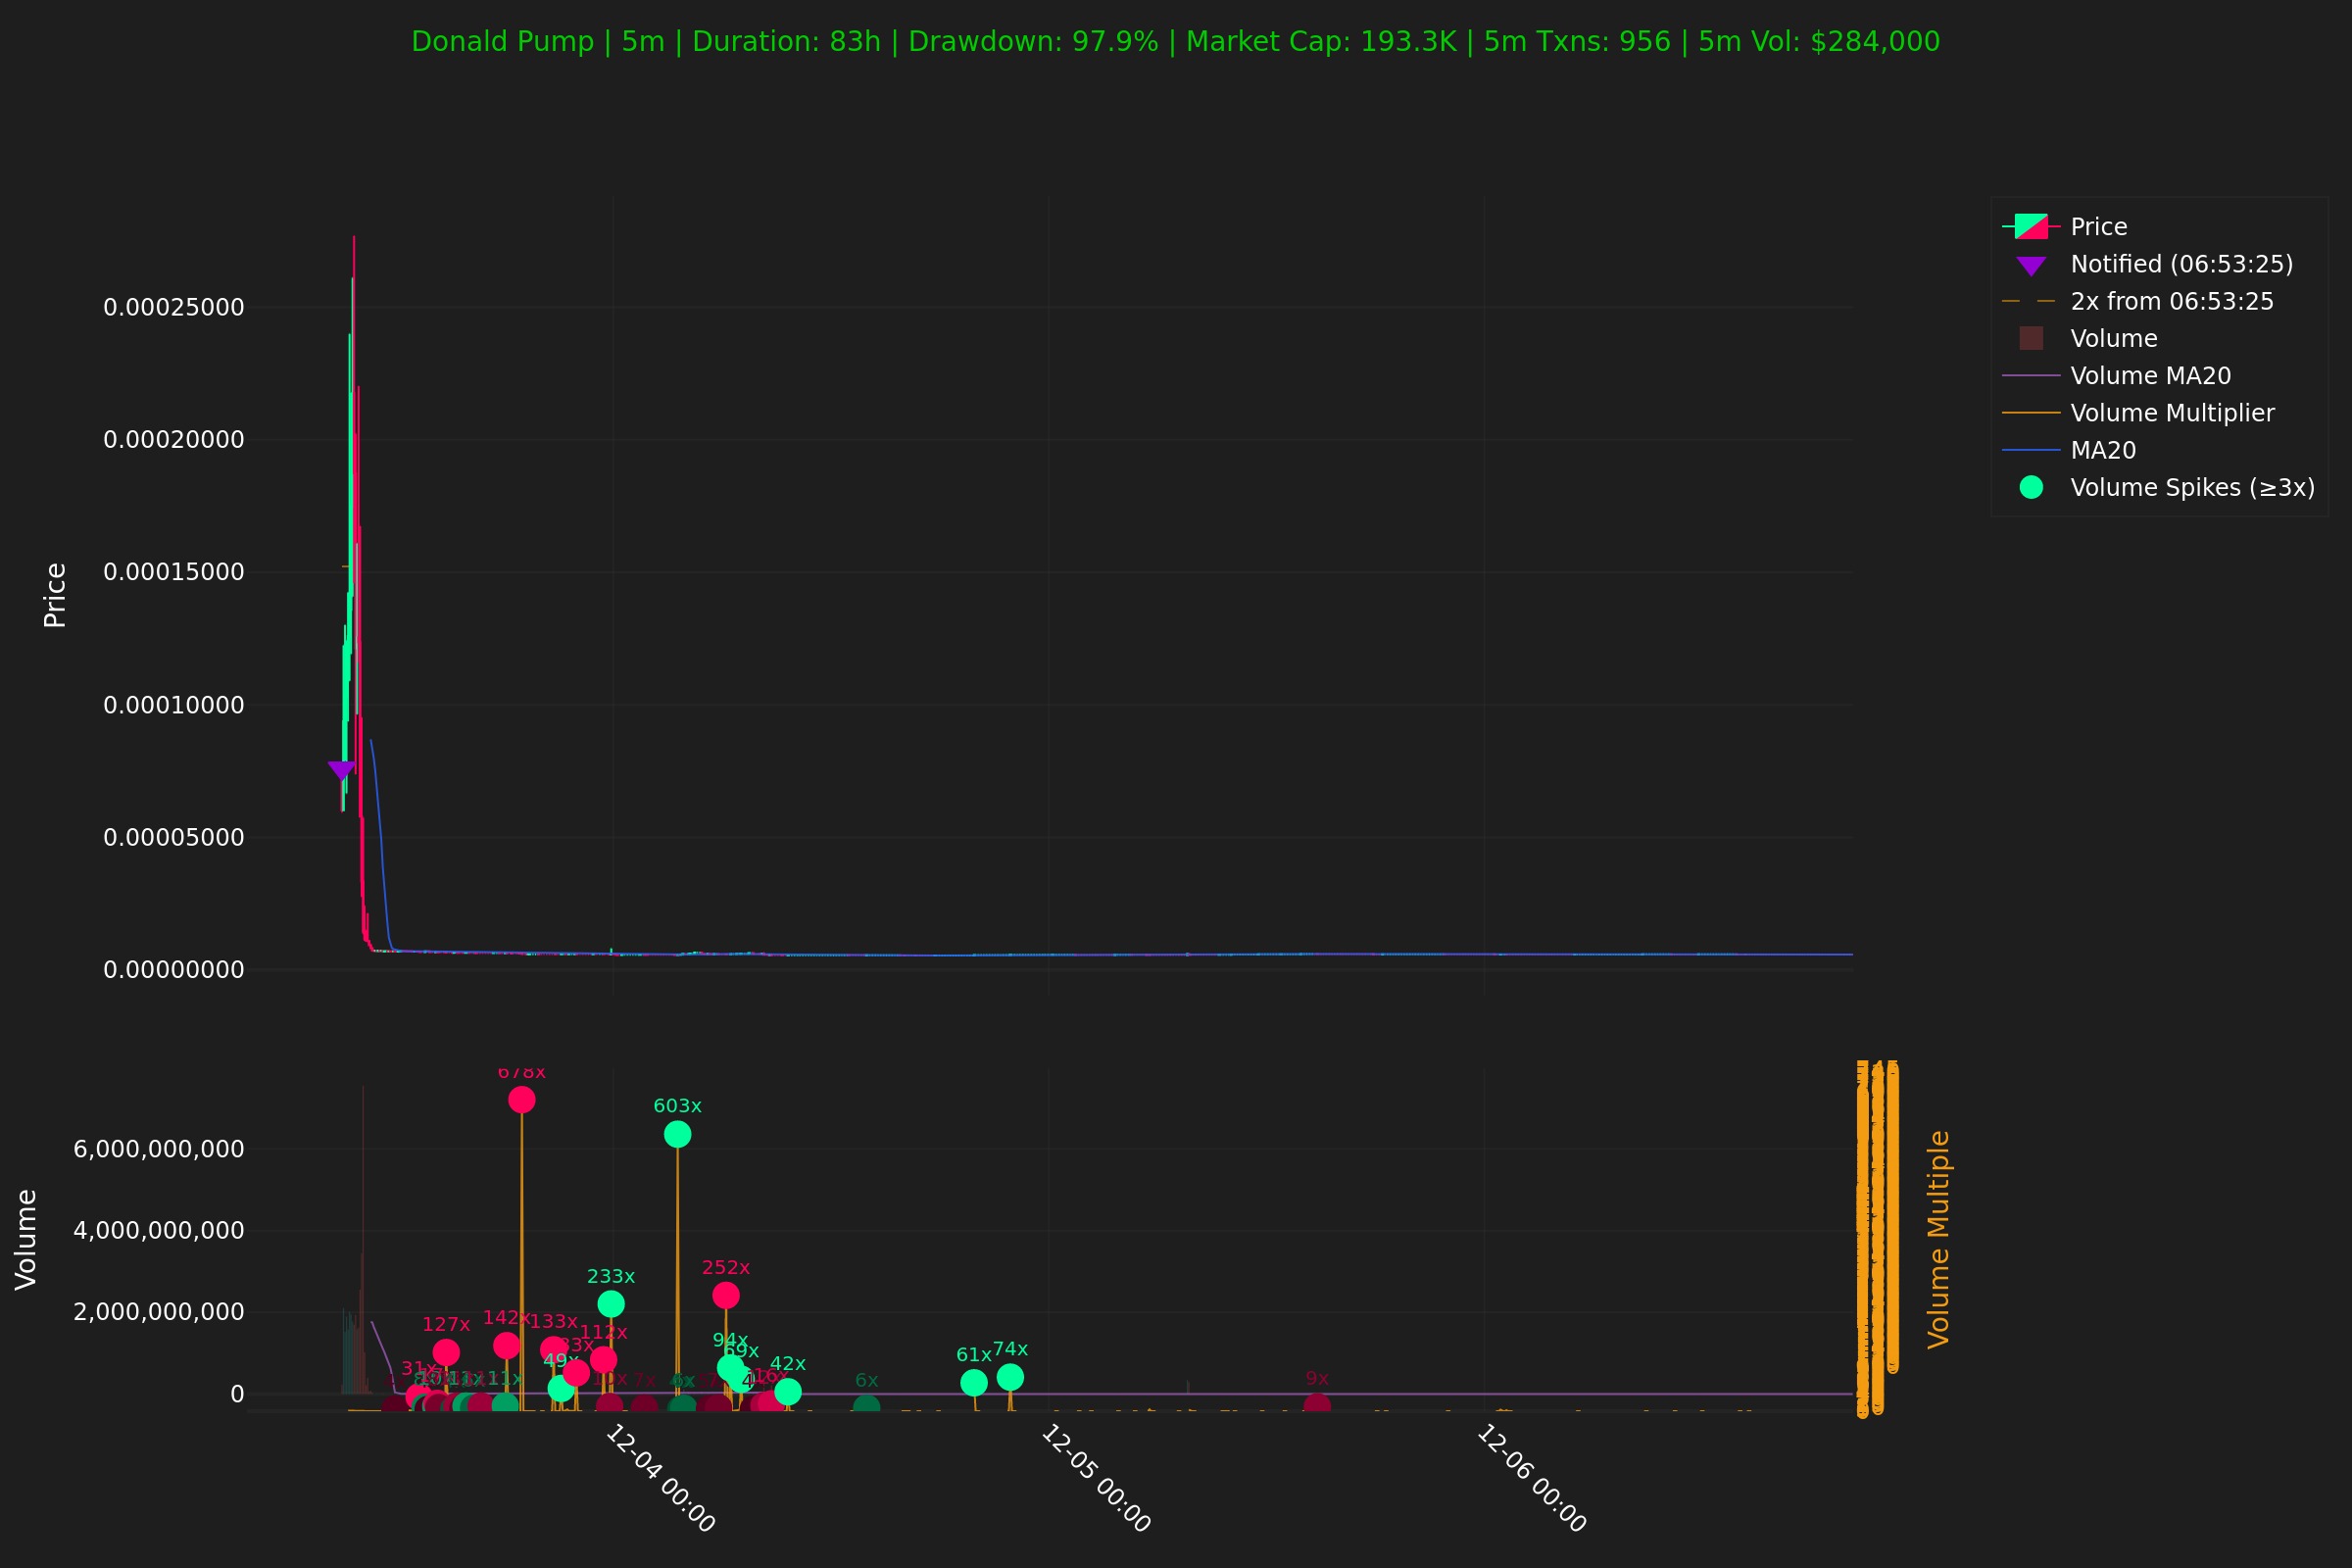 Donald Pump | 5m | Duration: 83h | Drawdown: 97.9% | Market Cap: 193.3K | 5m Txns: 956 | 5m Vol: $284,000
Price
0.00025000
0.00020000
0.00015000
0.00010000
0.00005000
0.00000000
Price
Notified (06:53:25)
2x from 06:53:25
Volume
Volume MA20
Volume Multiplier
MA20
Volume Spikes (≥3x)
Volume
6,000,000,000
4,000,000,000
2,000,000,000
0
678x
603x
252x
233x
127x
142x
133x
112x
94x
69x
49x
31x
11x
11x
7x
42x
6x
61x
74x
9x
Volume Multiple
12-04 00:00
12-05 00:00
12-06 00:00